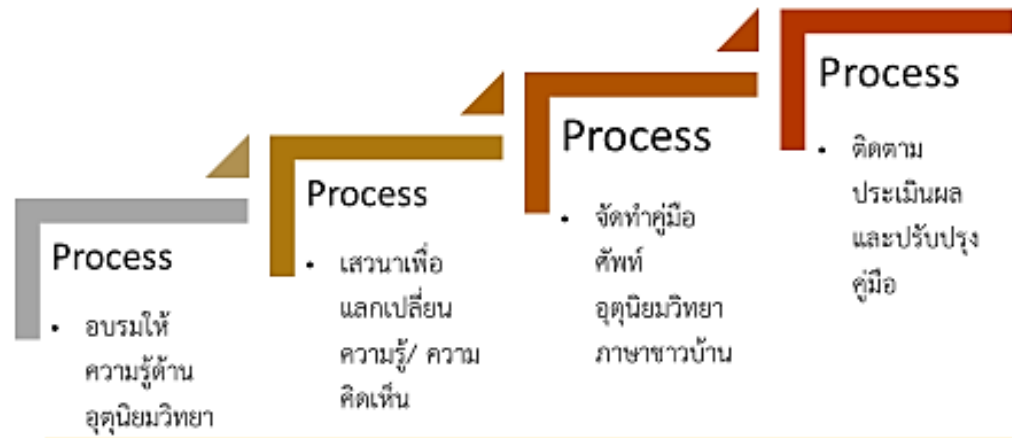 Process
• อบรมให้
ความรู้ด้าน
อุตุนิยมวิทยา
Process
• เสวนาเพื่อ
แลกเปลี่ยน
ความรู้/ ความ
คิดเห็น
Process
• จัดทำคู่มือ
ศัพท์
อุตุนิยมวิทยา
ภาษาชาวบ้าน
Process
• ติดตาม
ประเมินผล
และปรับปรุง
คู่มือ